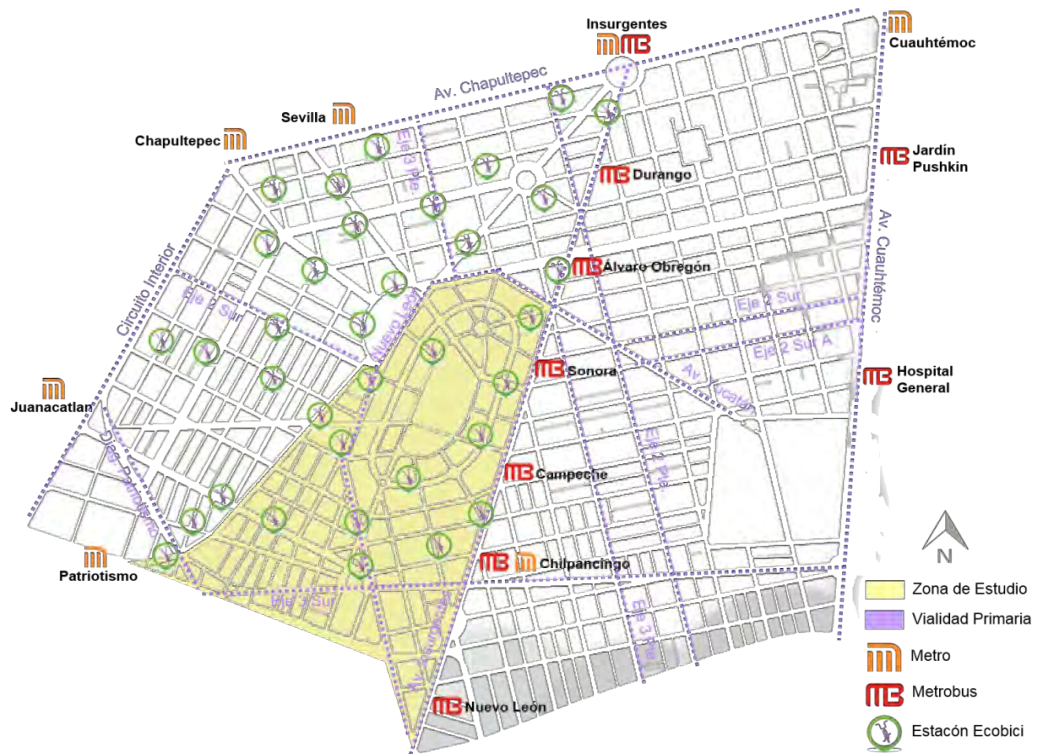 Insurgentes
Cuauhtémoc
Av. Chapultepec
Sevilla
Chapultepec
Eje 3 Pte.
Jardín
Pushkin
Durango
Circuito Interior
Av. Cuauhtémoc
Álvaro Obregón
Eje 2 Sur
Eje 2 Sur
Nuevo León
Eje 2 Sur A
Sonora
Hospital
General
Av. Yucatán
Juanacatlan
Eje 2 Pte.
Campeche
Patriotismo
Chilpancingo
N
Zona de Estudio
Eje 3 Sur
Eje 3 Pte.
Vialidad Primaria
Metro
Metrobus
Nuevo León
Estacón Ecobici